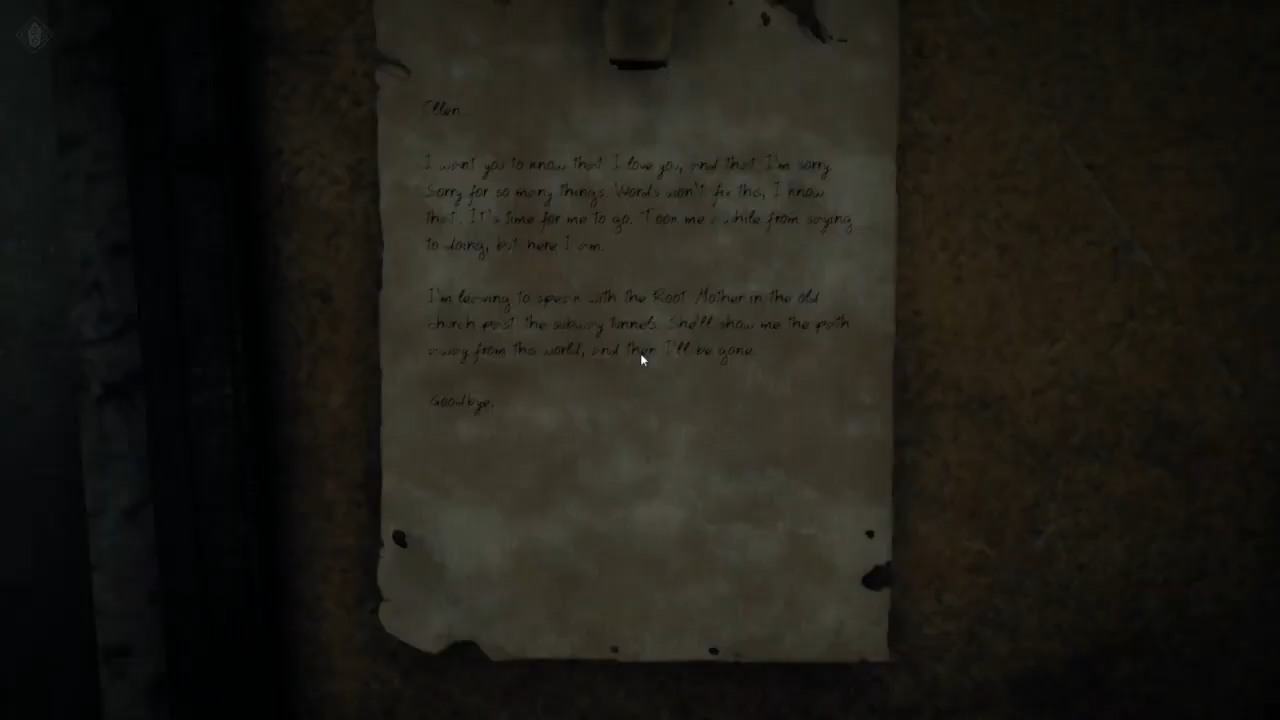 Ellen.
I want you to know that I love you, and that I'm sorry.
Sorry for so many things. Words won't fix this, I know
that. It's time for me to go. Took me a while from saying
to doing, but here I am.
I'm leaving to speak with the Root Mother in the old
church past the subway tunnels. She'll show me the path
away from this world, and then I'll be gone.
Goodbye.